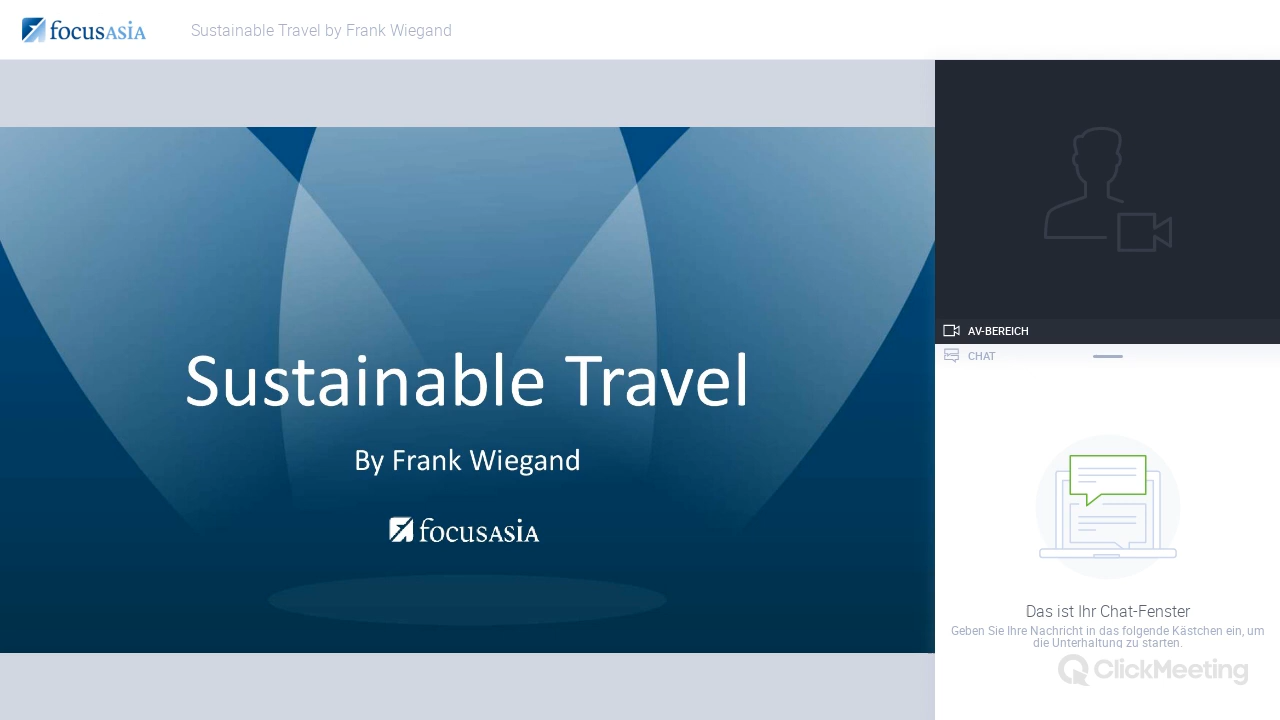 focusASIA
Sustainable Travel by Frank Wiegand
Sustainable Travel
By Frank Wiegand
focusASIA
AV-BEREICH
CHAT
Das ist Ihr Chat-Fenster
Geben Sie Ihre Nachricht in das folgende Kästchen ein, um
die Unterhaltung zu starten.
ClickMeeting